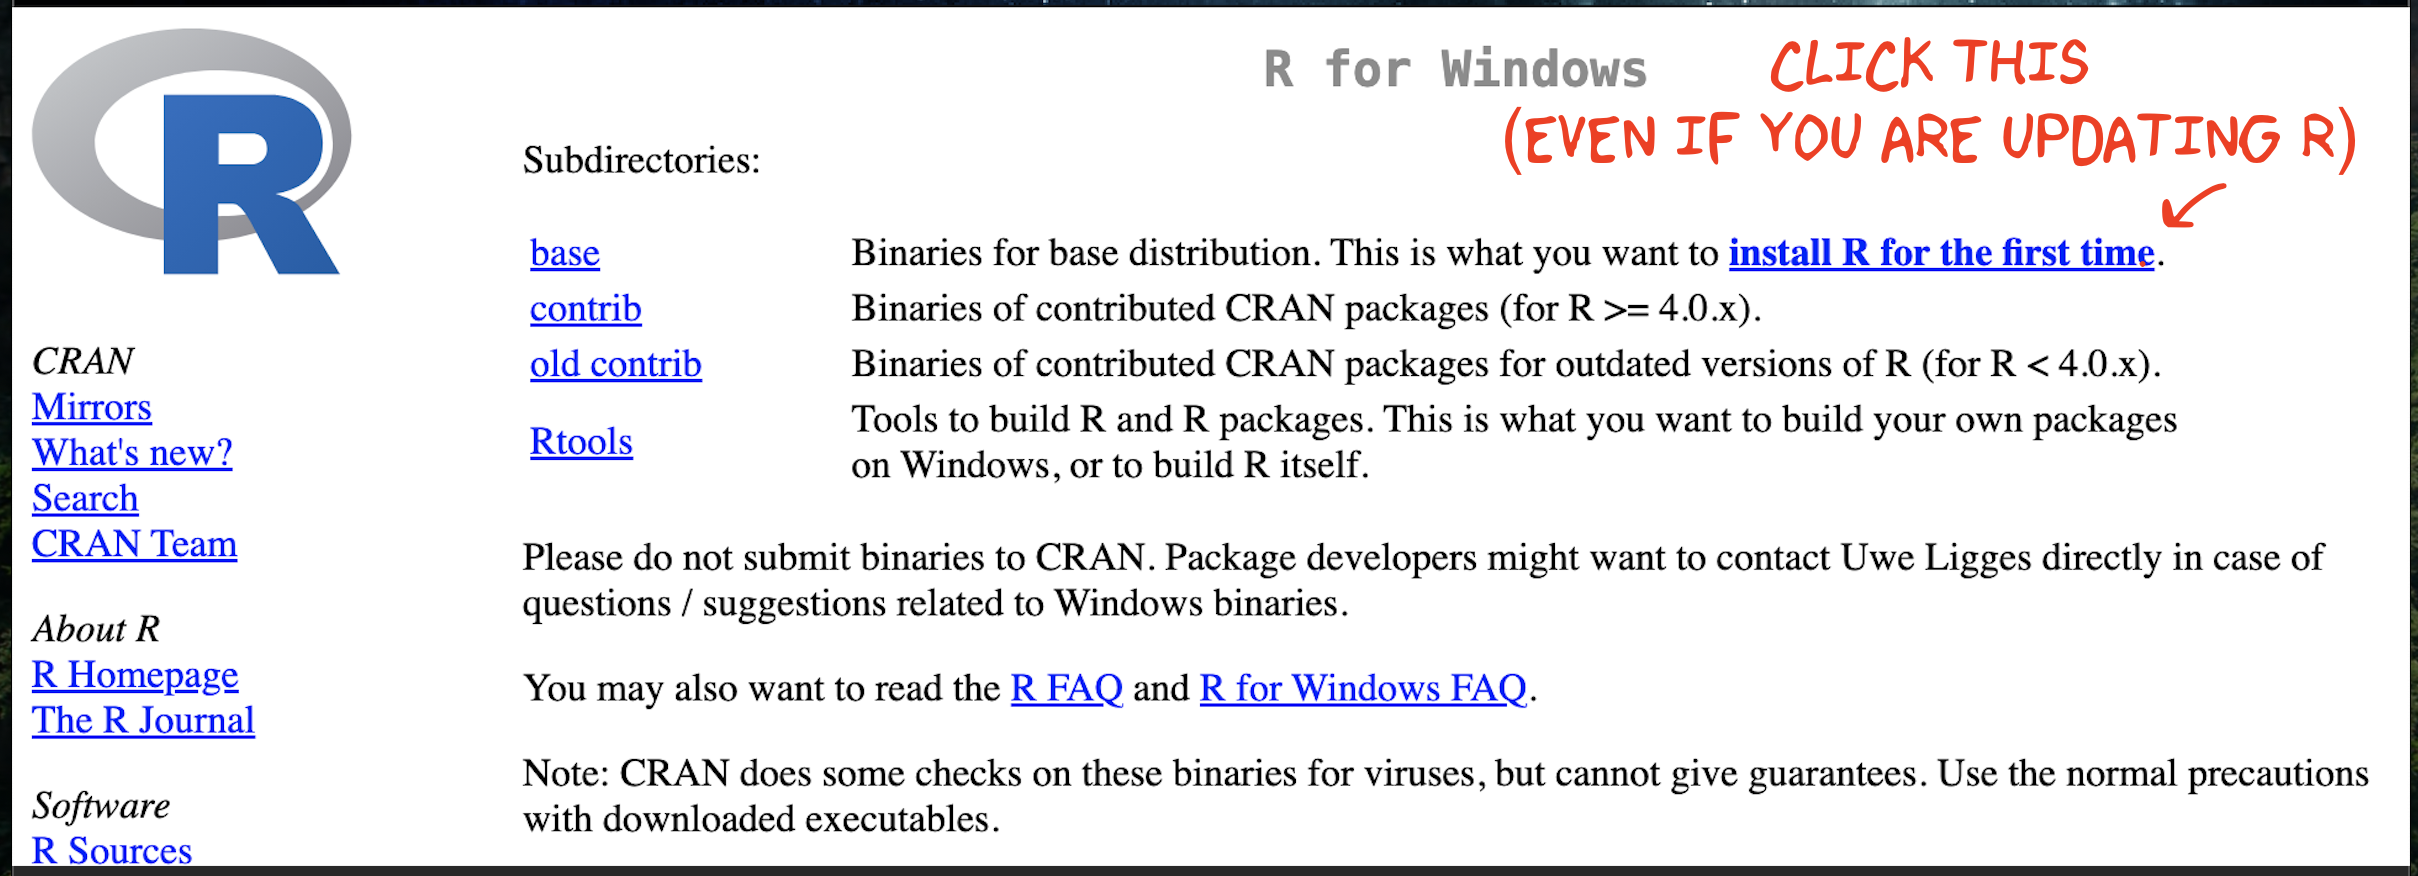 R
R for Windows
CLICK THIS
(EVEN IF YOU ARE UPDATING R)
Subdirectories:
base Binaries for base distribution. This is what you want to install R for the first time.
contrib Binaries of contributed CRAN packages (for R >= 4.0.x).
old contrib Binaries of contributed CRAN packages for outdated versions of R (for R < 4.0.x).
Rtools Tools to build R and R packages. This is what you want to build your own packages
on Windows, or to build R itself.
Please do not submit binaries to CRAN. Package developers might want to contact Uwe Ligges directly in case of
questions / suggestions related to Windows binaries.
You may also want to read the R FAQ and R for Windows FAQ.
Note: CRAN does some checks on these binaries for viruses, but cannot give guarantees. Use the normal precautions
with downloaded executables.
CRAN
Mirrors
What's new?
Search
CRAN Team
About R
R Homepage
The R Journal
Software
R Sources